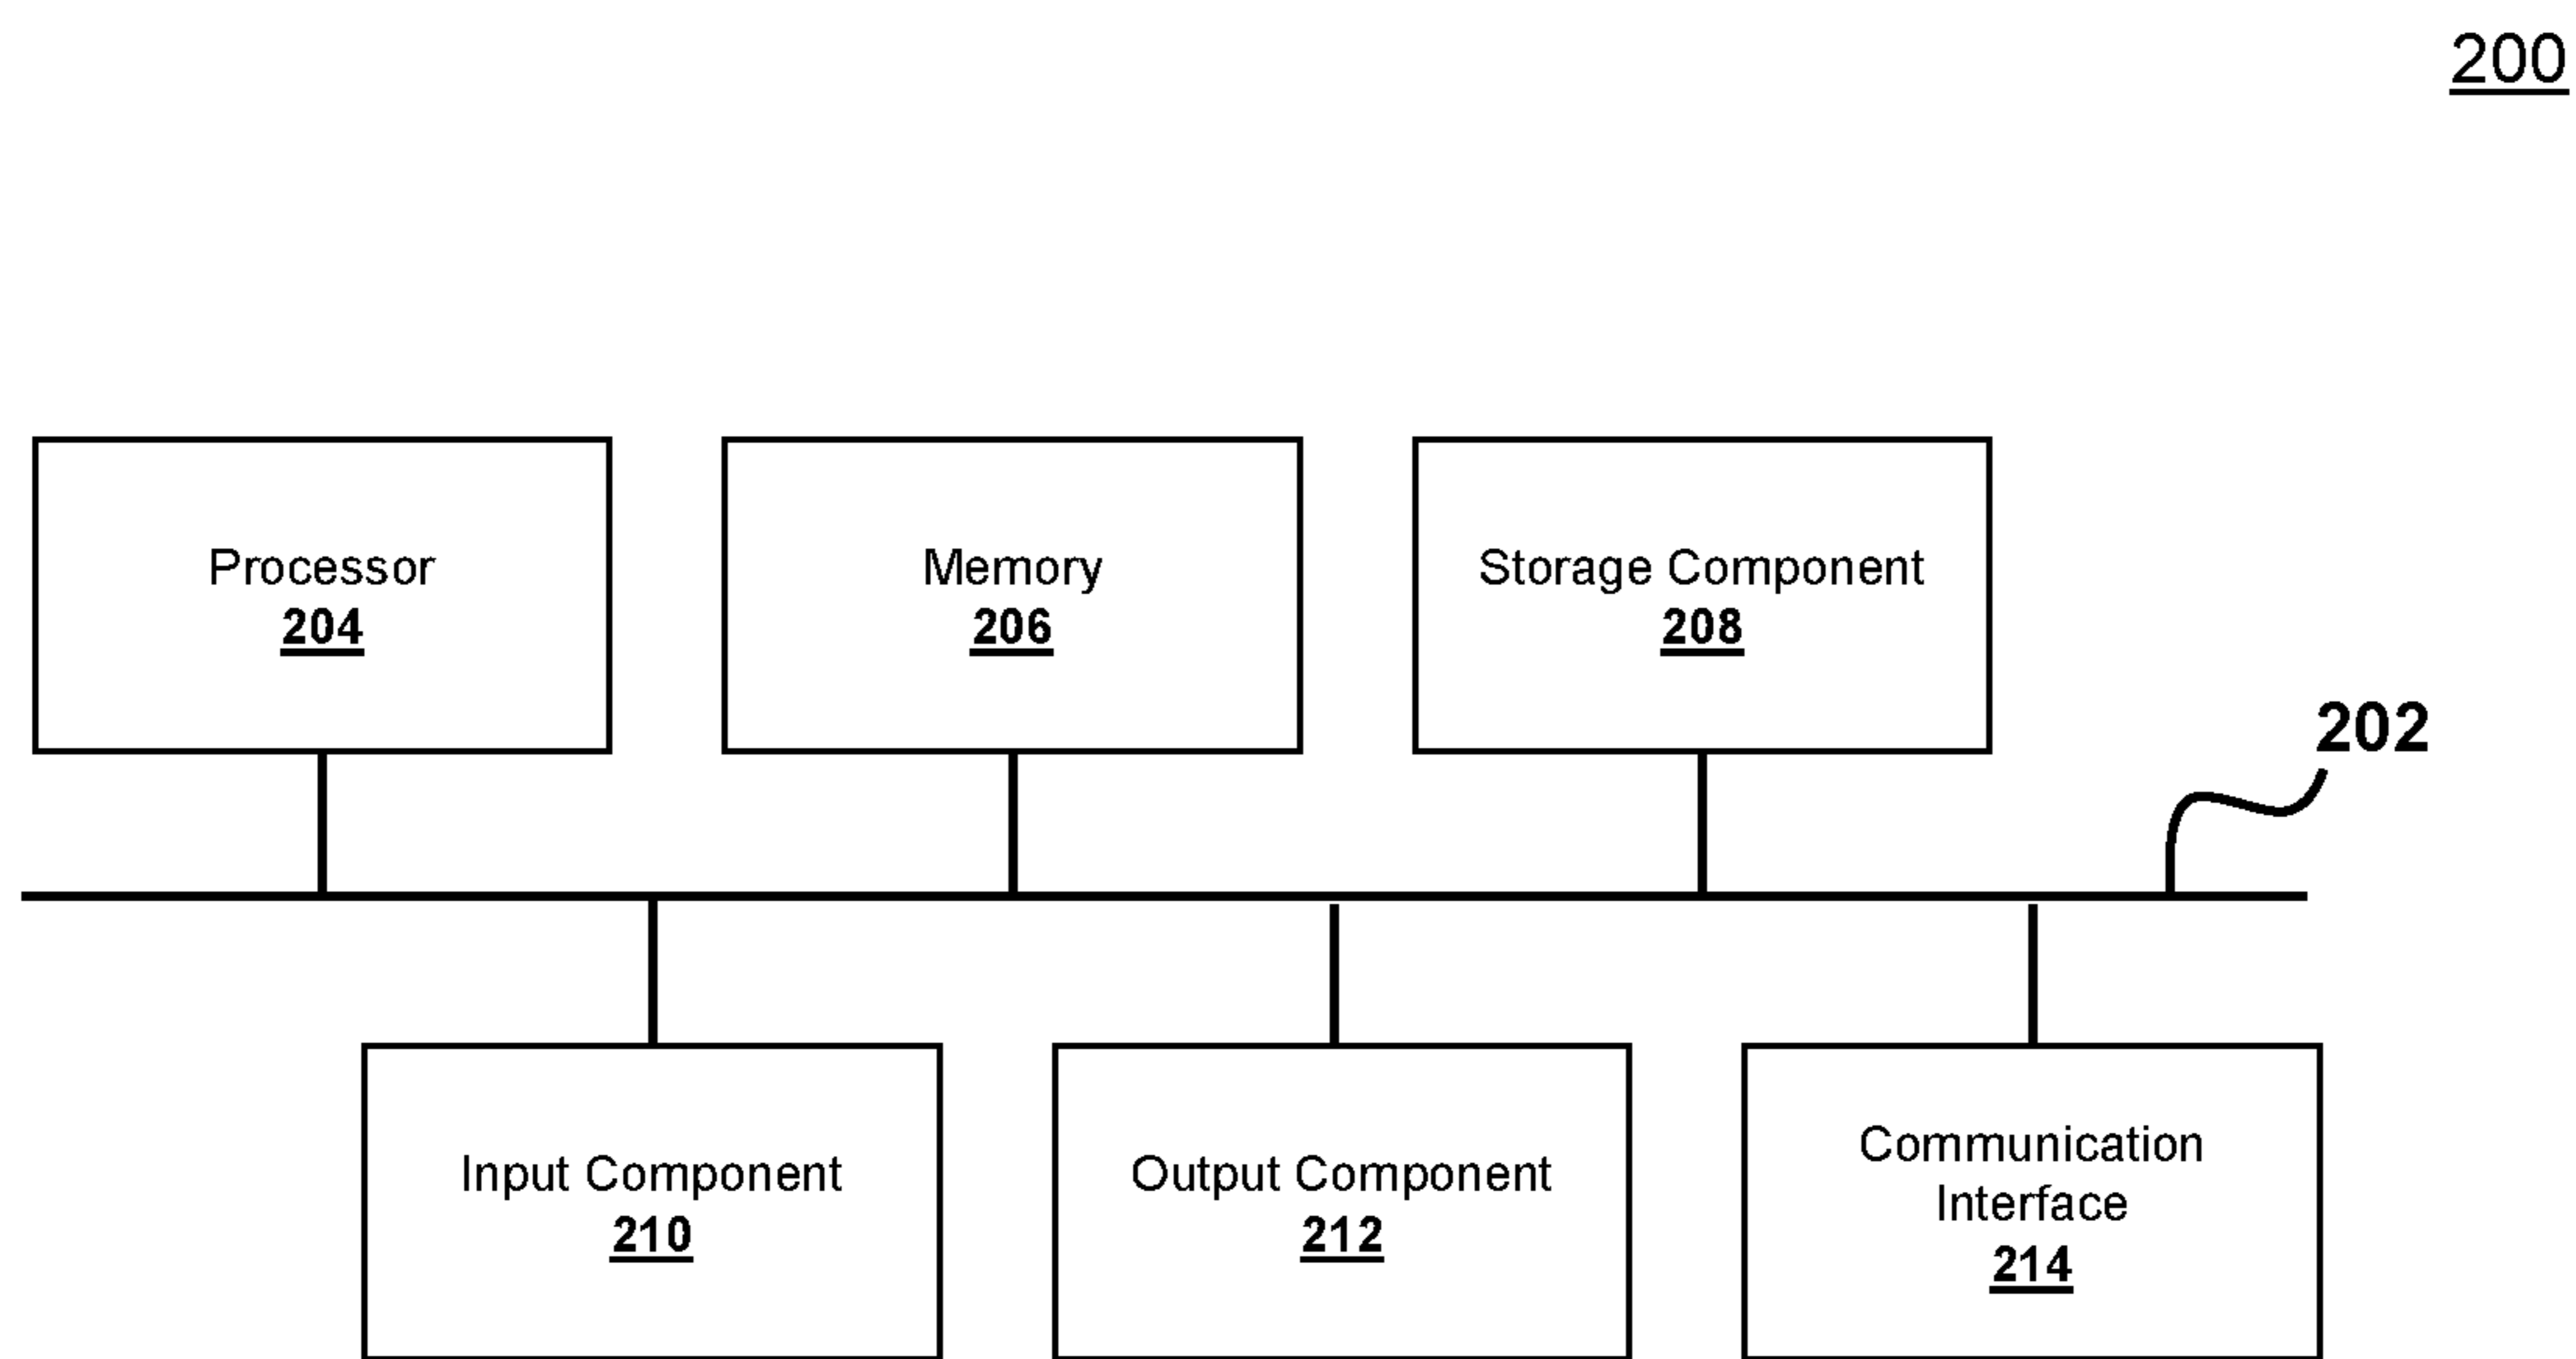 200
Processor
204
Memory
206
Storage Component
208
202
Input Component
210
Output Component
212
Communication
Interface
214